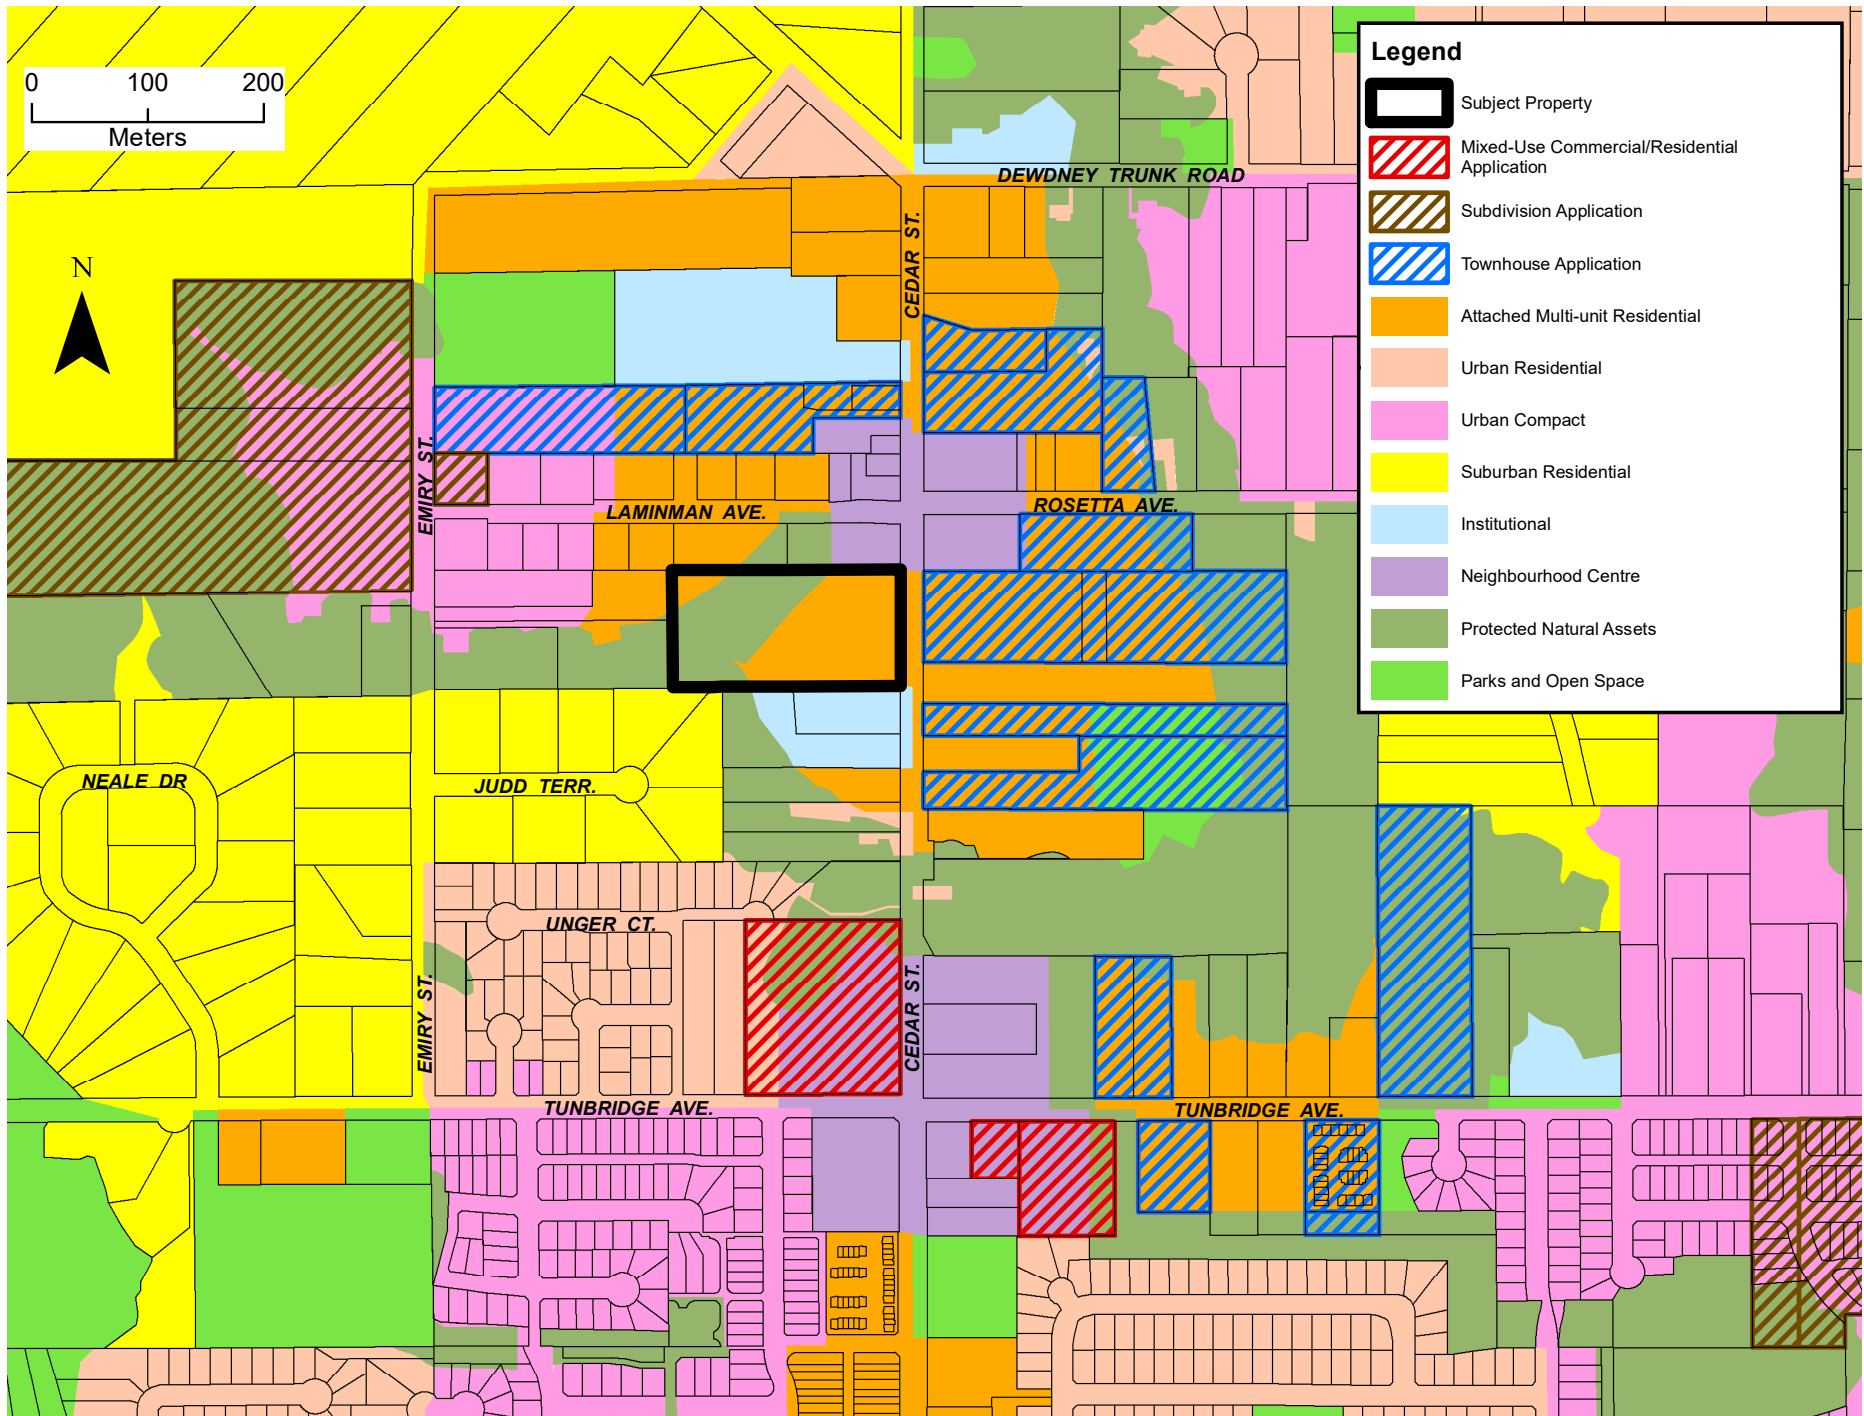 0 100 200
Meters
N
DEWDNEY TRUNK ROAD
CEDAR ST.
EMIRY ST.
LAMINMAN AVE.
ROSETTA AVE.
NEALE DR
JUDD TERR.
UNGER CT.
EMIRY ST.
CEDAR ST.
TUNBRIDGE AVE.
TUNBRIDGE AVE.
Legend
Subject Property
Mixed-Use Commercial/Residential
Application
Subdivision Application
Townhouse Application
Attached Multi-unit Residential
Urban Residential
Urban Compact
Suburban Residential
Institutional
Neighbourhood Centre
Protected Natural Assets
Parks and Open Space